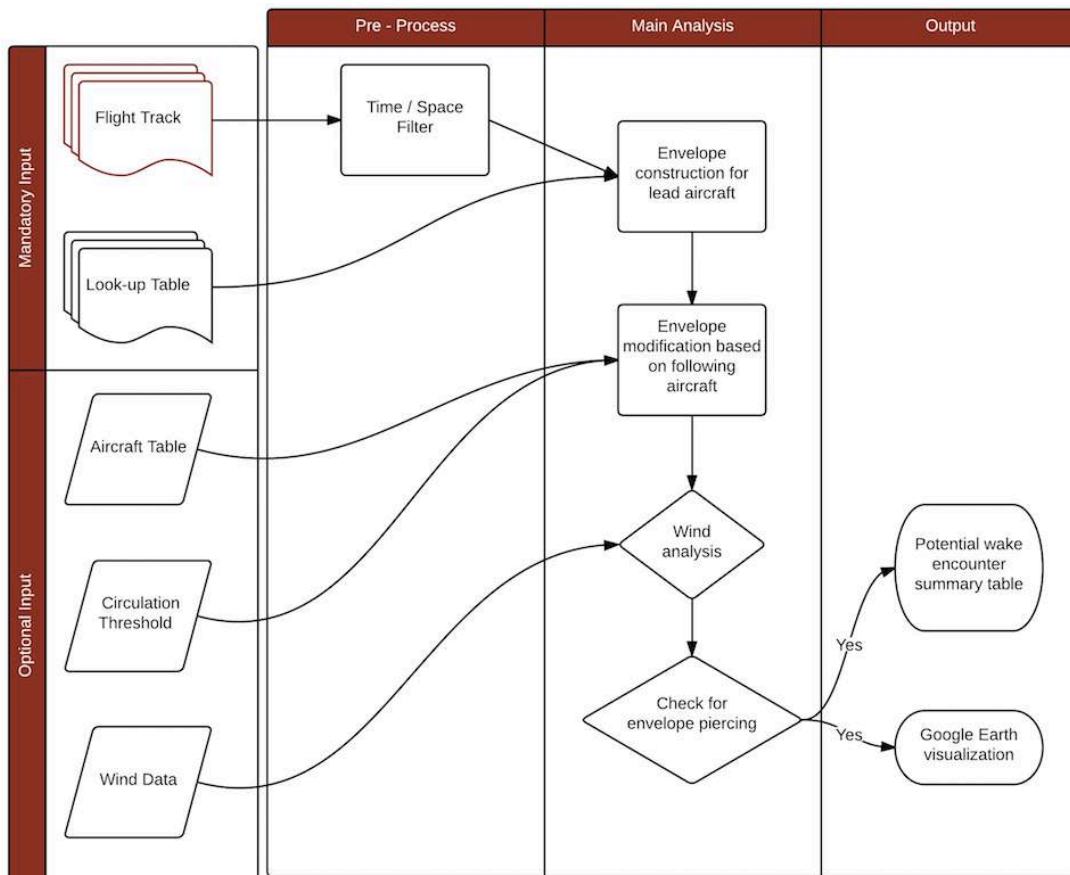 Pre - Process
Main Analysis
Output
Mandatory Input
Flight Track
Time / Space
Filter
Envelope
construction for
lead aircraft
Look-up Table
Envelope
modification based
on following
aircraft
Optional Input
Aircraft Table
Wind
analysis
Potential wake
encounter
summary table
Circulation
Threshold
Yes
Check for
envelope piercing
Yes
Google Earth
visualization
Wind Data